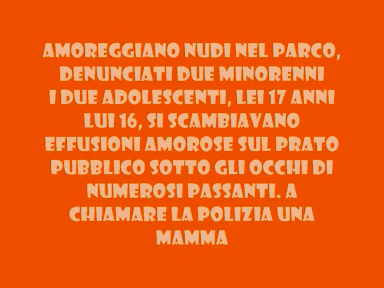 AMOREGGIANO NUDI NEL PARCO,
DENUNCIATI DUE MINORENNI
I DUE ADOLESCENTI, LEI 17 ANNI
LUI 16, SI SCAMBIAVANO
EFFUSIONI AMOROSE SUL PRATO
PUBBLICO SOTTO GLI OCCHI DI
NUMEROSI PASSANTI. A
CHIAMARE LA POLIZIA UNA
MAMMA